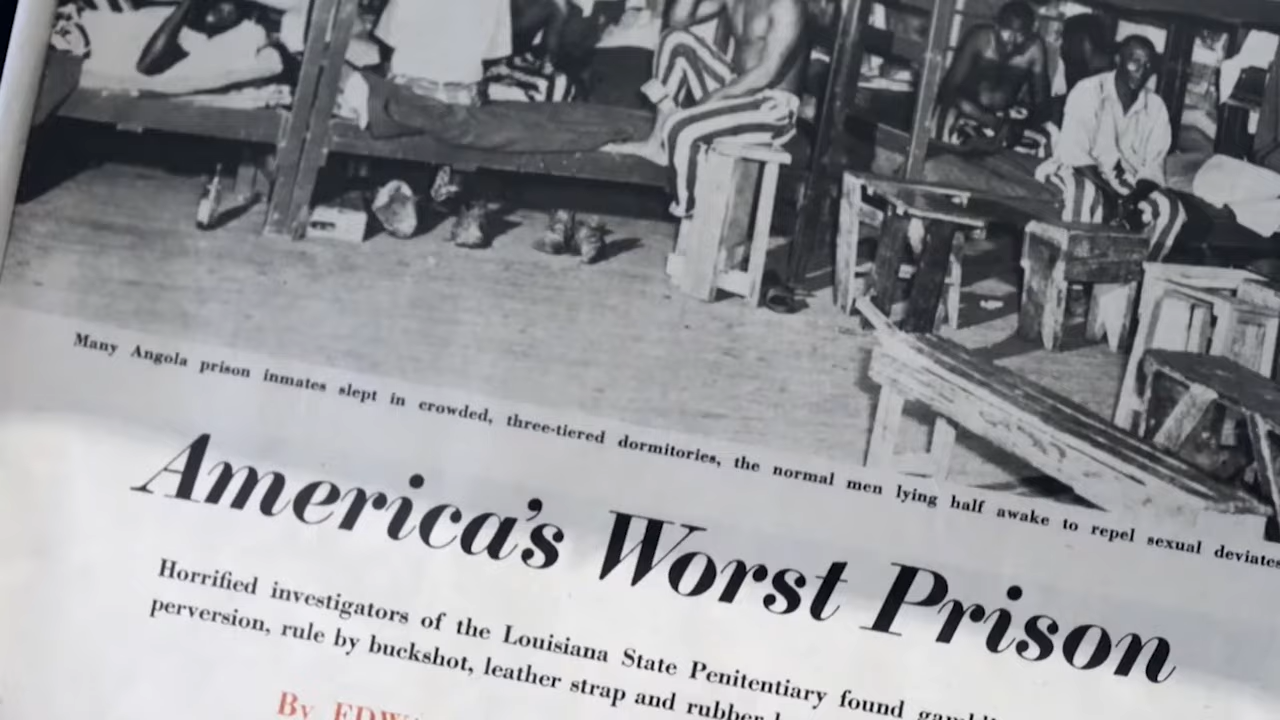 Many Angola prison inmates slept in crowded, three-tiered dormitories, the normal men lying half awake to repel sexual deviates
America's Worst Prison
Horrified investigators of the Louisiana State Penitentiary found
perversion, rule by buckshot, leather strap and rubber
By